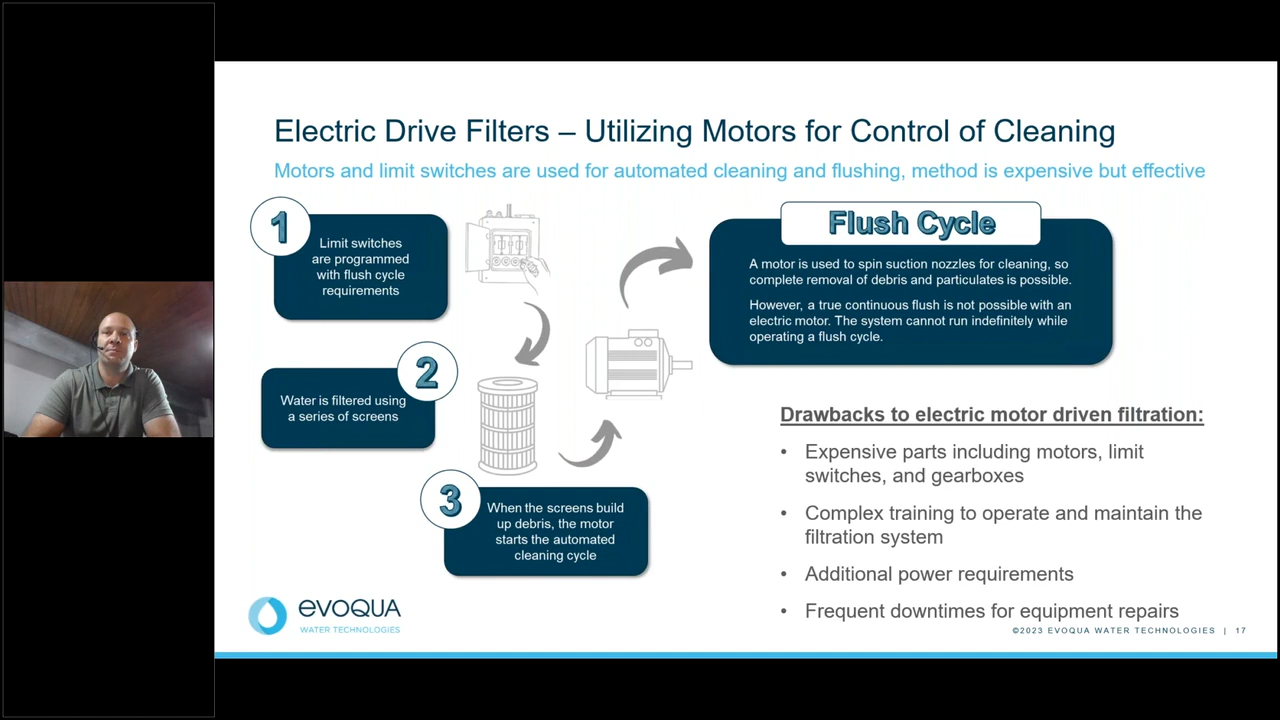 Electric Drive Filters – Utilizing Motors for Control of Cleaning
Motors and limit switches are used for automated cleaning and flushing, method is expensive but effective
1
Limit switches
are programmed
with flush cycle
requirements
2
Water is filtered using
a series of screens
3
When the screens build
up debris, the motor
starts the automated
cleaning cycle
Flush Cycle
A motor is used to spin suction nozzles for cleaning, so
complete removal of debris and particulates is possible.
However, a true continuous flush is not possible with an
electric motor. The system cannot run indefinitely while
operating a flush cycle.
Drawbacks to electric motor driven filtration:
• Expensive parts including motors, limit
switches, and gearboxes
• Complex training to operate and maintain the
filtration system
• Additional power requirements
• Frequent downtimes for equipment repairs
evoQUA
WATER TECHNOLOGIES
©2023 EVOQUA WATER TECHNOLOGIES | 17